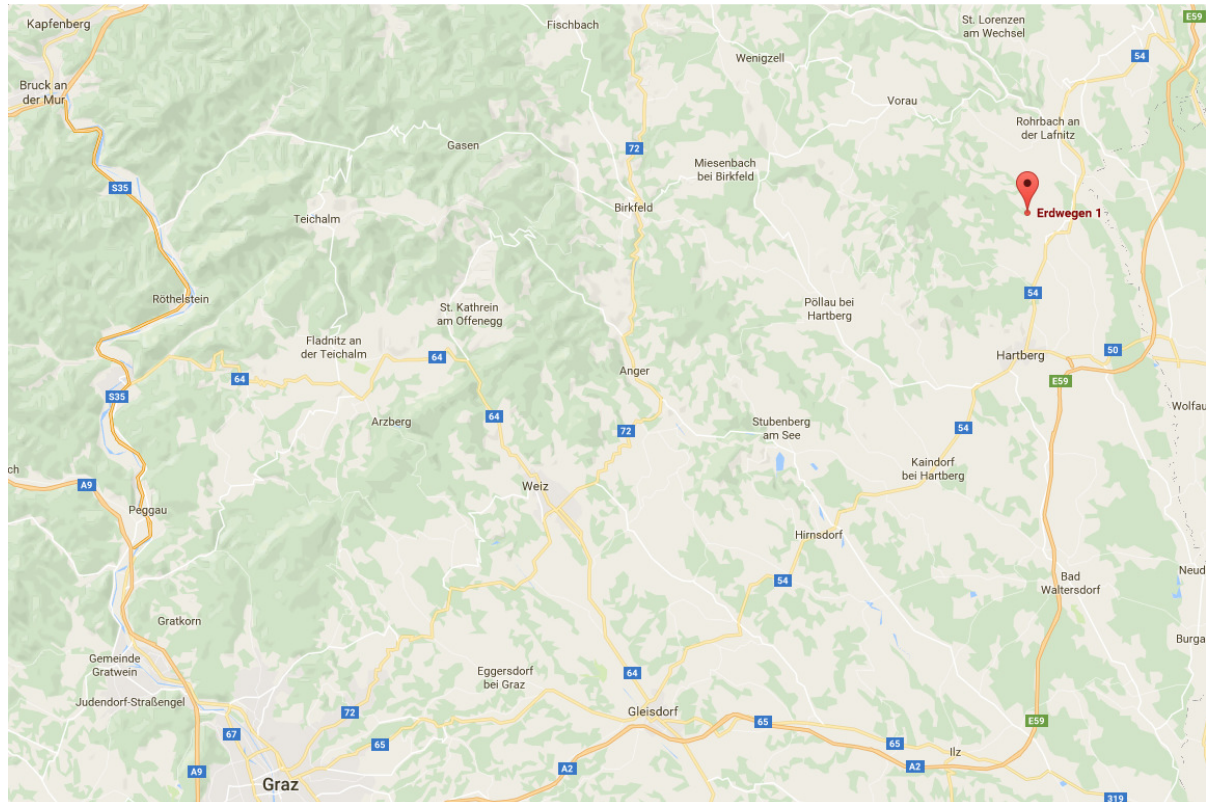 Kapfenberg
Fischbach
St. Lorenzen
am Wechsel
E59
54
Wenigzell
Bruck an
der Mur
Vorau
Rohrbach an
der Lafnitz
Gasen
72
Miesenbach
bei Birkfeld
S35
Erdwegen 1
Teichalm
Birkfeld
Röthelstein
St. Kathrein
am Offenegg
Pöllau bei
Hartberg
54
Fladnitz an
der Teichalm
64
Hartberg
50
64
Anger
E59
S35
Arzberg
64
72
Stubenberg
am See
54
Wolfau
Kaindorf
bei Hartberg
ch
A9
Weiz
Peggau
Hirnsdorf
54
Bad
Waltersdorf
Neud
Gratkorn
Burga
Gemeinde
Gratwein
Eggersdorf
bei Graz
64
Judendorf-Straßengel
72
Gleisdorf
65
E59
67
65
65
Ilz
A9
A2
A2
Graz
319